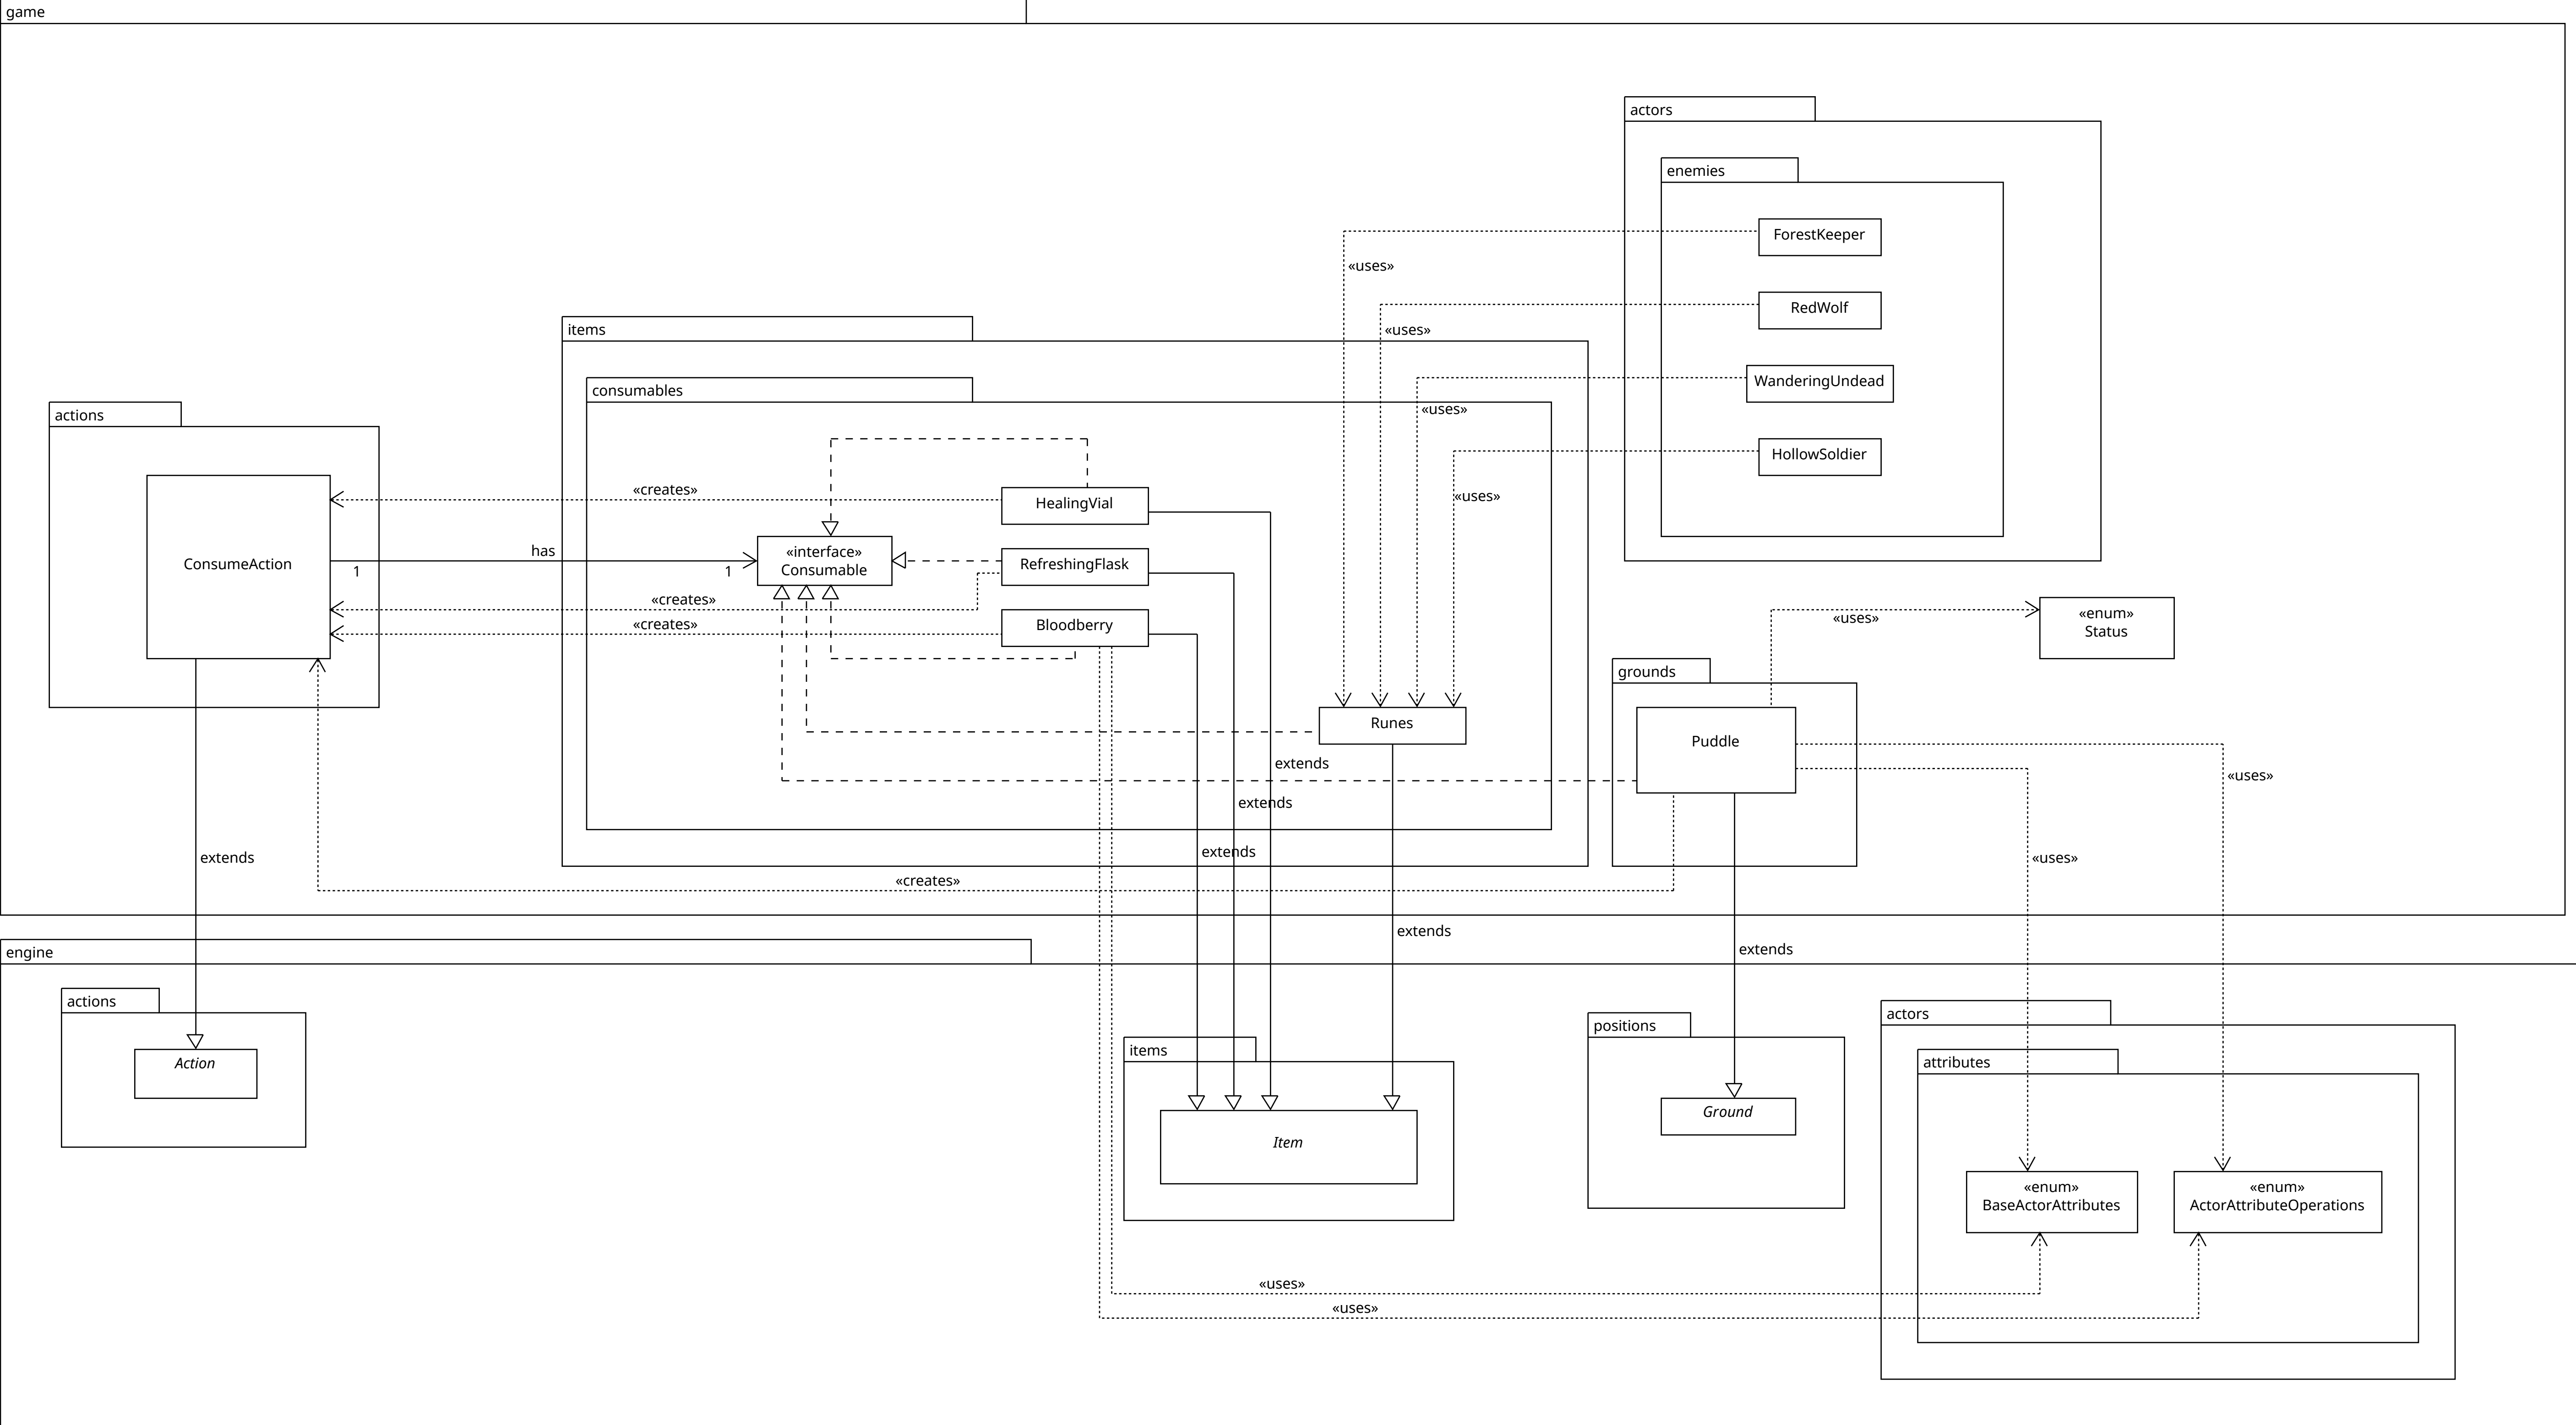 game
actors
enemies
ForestKeeper
«uses»
RedWolf
items
«uses»
WanderingUndead
consumables
«uses»
actions
HollowSoldier
«creates»
«uses»
HealingVial
has
«interface»
Consumable
ConsumeAction
RefreshingFlask
1
1
«creates»
«enum»
Status
«uses»
«creates»
Bloodberry
grounds
Runes
Puddle
extends
«uses»
extends
extends
extends
«uses»
«creates»
extends
extends
engine
actions
actors
positions
items
attributes
Action
Ground
Item
«enum»
BaseActorAttributes
«enum»
ActorAttributeOperations
«uses»
«uses»